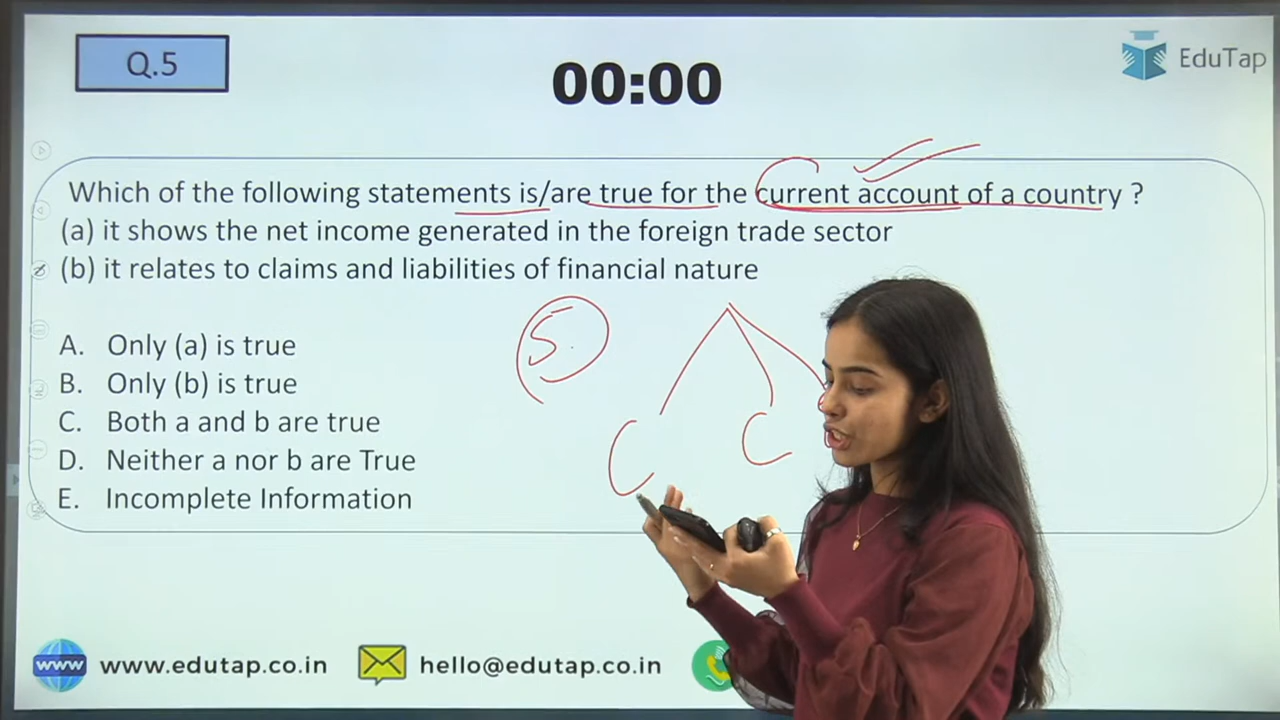 Q.5
00:00
EduTap
Which of the following statements is/are true for the current account of a country ?
(a) it shows the net income generated in the foreign trade sector
(b) it relates to claims and liabilities of financial nature
5
A. Only (a) is true
B. Only (b) is true
C. Both a and b are true
D. Neither a nor b are True
E. Incomplete Information
C C
www www.edutap.co.in hello@edutap.co.in